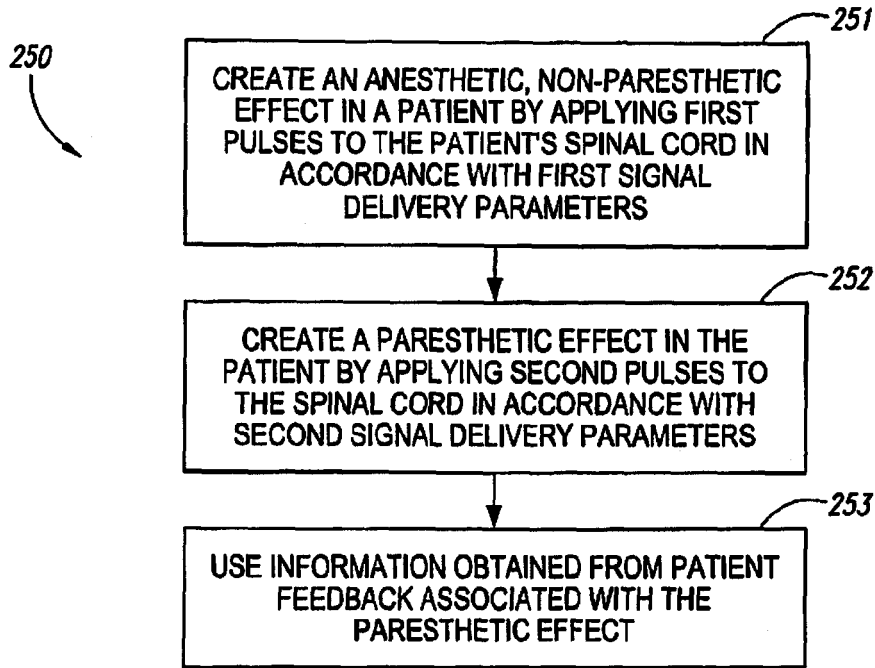 250
251
CREATE AN ANESTHETIC, NON-PARESTHETIC
EFFECT IN A PATIENT BY APPLYING FIRST
PULSES TO THE PATIENT'S SPINAL CORD IN
ACCORDANCE WITH FIRST SIGNAL
DELIVERY PARAMETERS
252
CREATE A PARESTHETIC EFFECT IN THE
PATIENT BY APPLYING SECOND PULSES TO
THE SPINAL CORD IN ACCORDANCE WITH
SECOND SIGNAL DELIVERY PARAMETERS
253
USE INFORMATION OBTAINED FROM PATIENT
FEEDBACK ASSOCIATED WITH THE
PARESTHETIC EFFECT